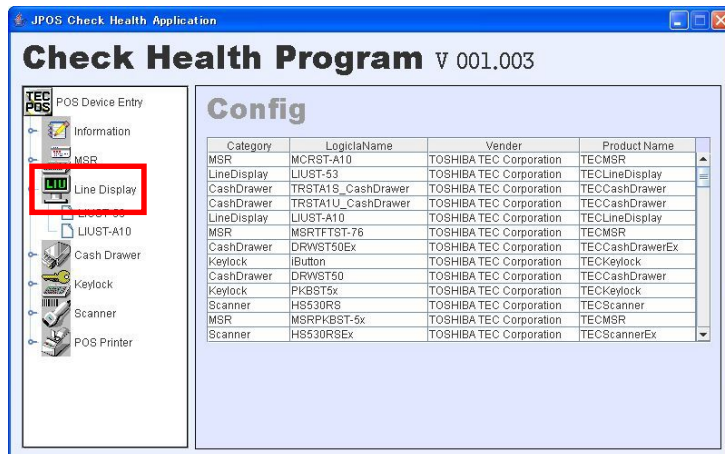 JPOS Check Health Application
Check Health Program V 001.003
TEC POS POS Device Entry
Information
MSR
LIU Line Display
LIUST-A10
Cash Drawer
Keylock
Scanner
POS Printer
Config
Category LogiclaName Vender Product Name
MSR MCRST-A10 TOSHIBA TEC Corporation TECMSR
LineDisplay LIUST-53 TOSHIBA TEC Corporation TECLineDisplay
CashDrawer TRSTA1S_CashDrawer TOSHIBA TEC Corporation TECCashDrawer
CashDrawer TRSTA1U_CashDrawer TOSHIBA TEC Corporation TECCashDrawer
LineDisplay LIUST-A10 TOSHIBA TEC Corporation TECLineDisplay
MSR MSRTFTST-76 TOSHIBA TEC Corporation TECMSR
CashDrawer DRWST50Ex TOSHIBA TEC Corporation TECCashDrawerEx
Keylock iButton TOSHIBA TEC Corporation TECKeylock
CashDrawer DRWST50 TOSHIBA TEC Corporation TECCashDrawer
Keylock PKBST5x TOSHIBA TEC Corporation TECKeylock
Scanner HS530RS TOSHIBA TEC Corporation TECScanner
MSR MSRPKBST-5x TOSHIBA TEC Corporation TECMSR
Scanner HS530RSEx TOSHIBA TEC Corporation TECScannerEx